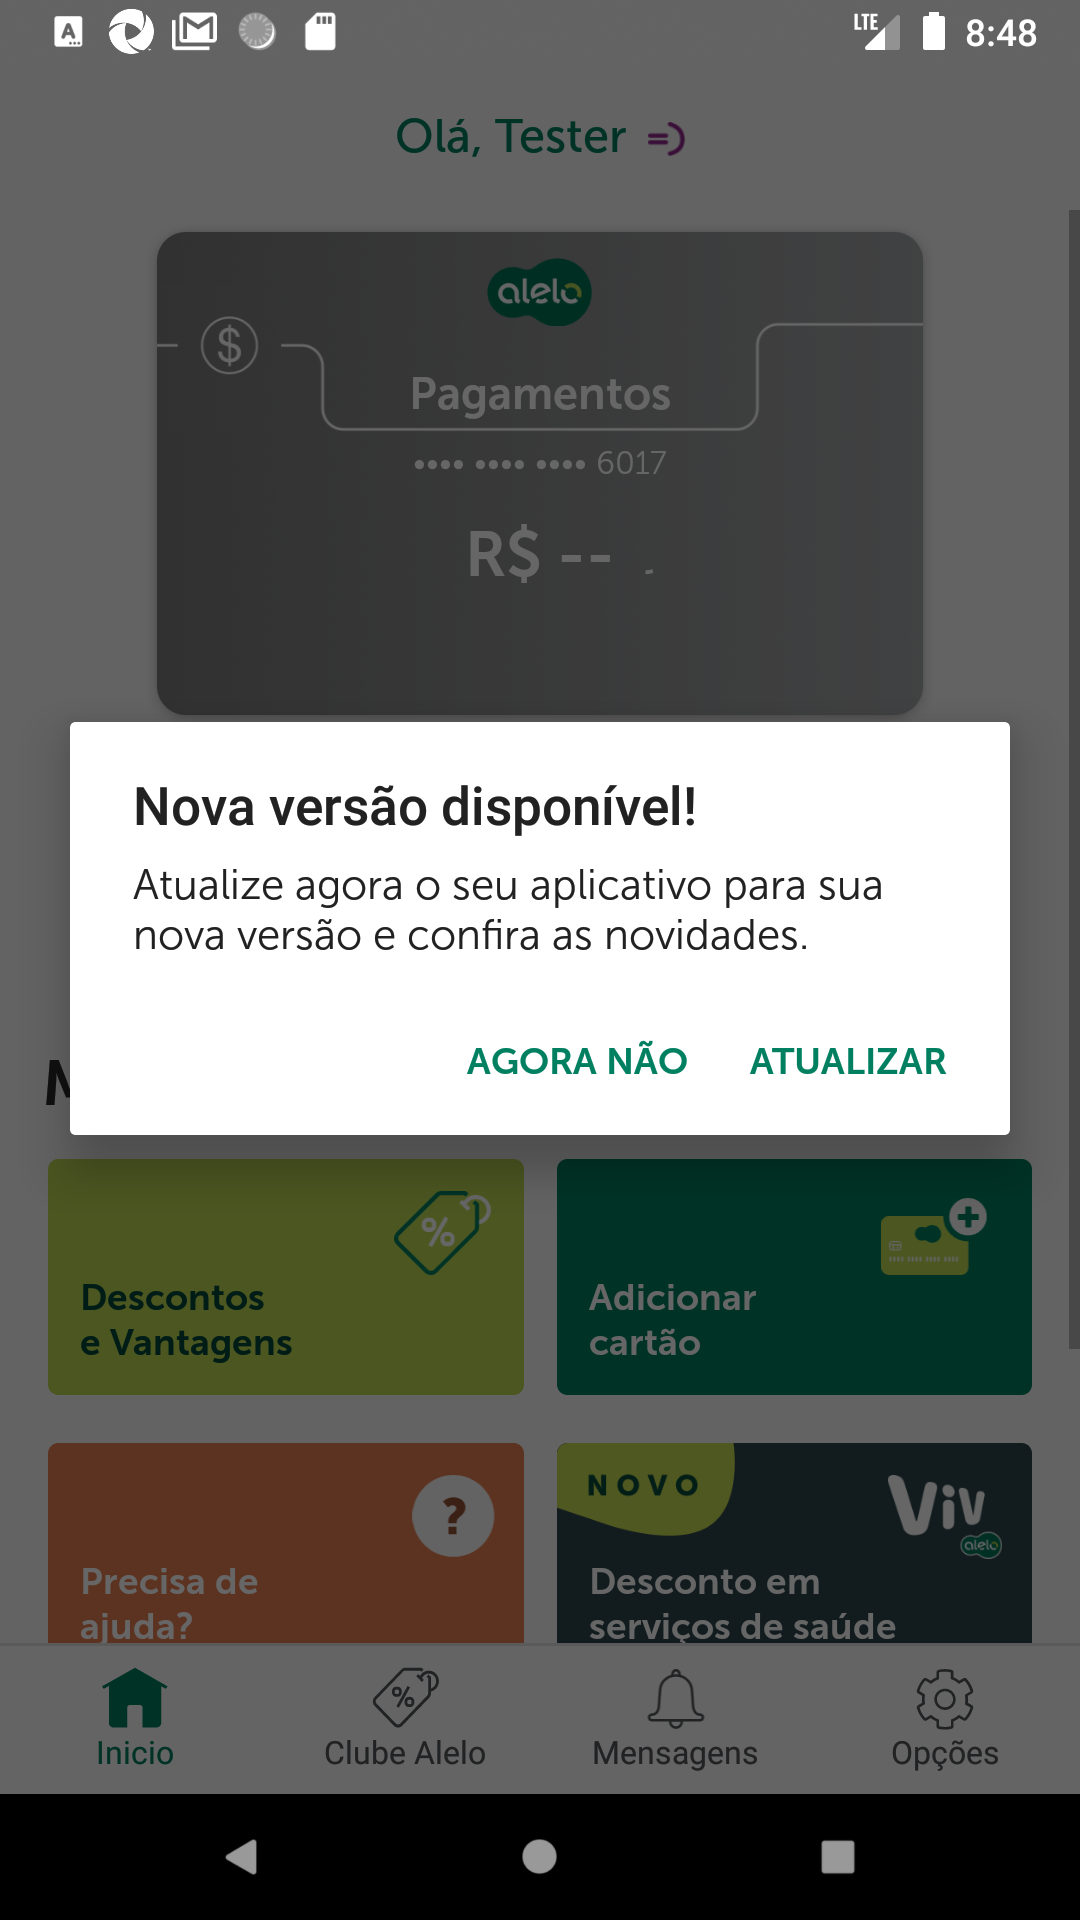 LTE 8:48
Olá, Tester
alelo
Pagamentos
•••• •••• •••• 6017
R$ --
Nova versão disponível!
Atualize agora o seu aplicativo para sua
nova versão e confira as novidades.
AGORA NÃO ATUALIZAR
Descontos
e Vantagens
Adicionar
cartão
Precisa de
ajuda?
NOVO
Viv
alelo
Desconto em
serviços de saúde
Inicio Clube Alelo Mensagens Opções